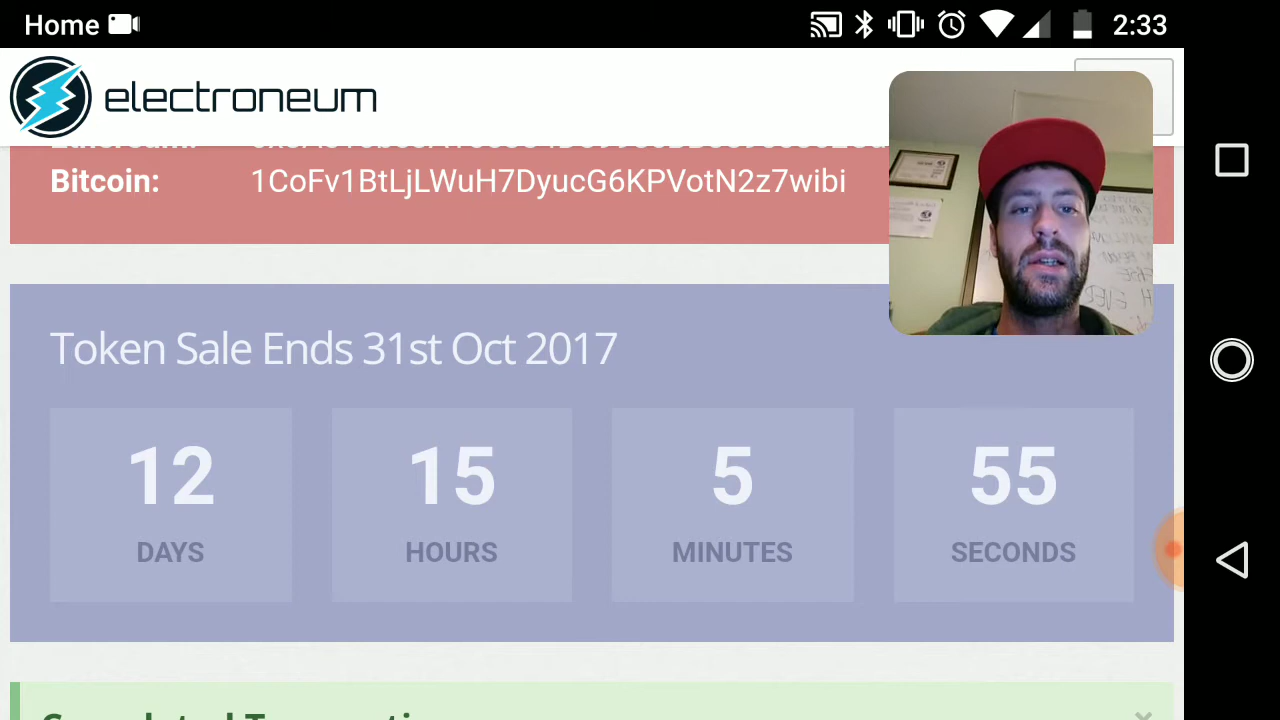 Home
2:33
electroneum
Bitcoin: 1CoFv1BtLjLWuH7DyucG6KPVotN2z7wibi
Token Sale Ends 31st Oct 2017
12 15 5 55
DAYS HOURS MINUTES SECONDS